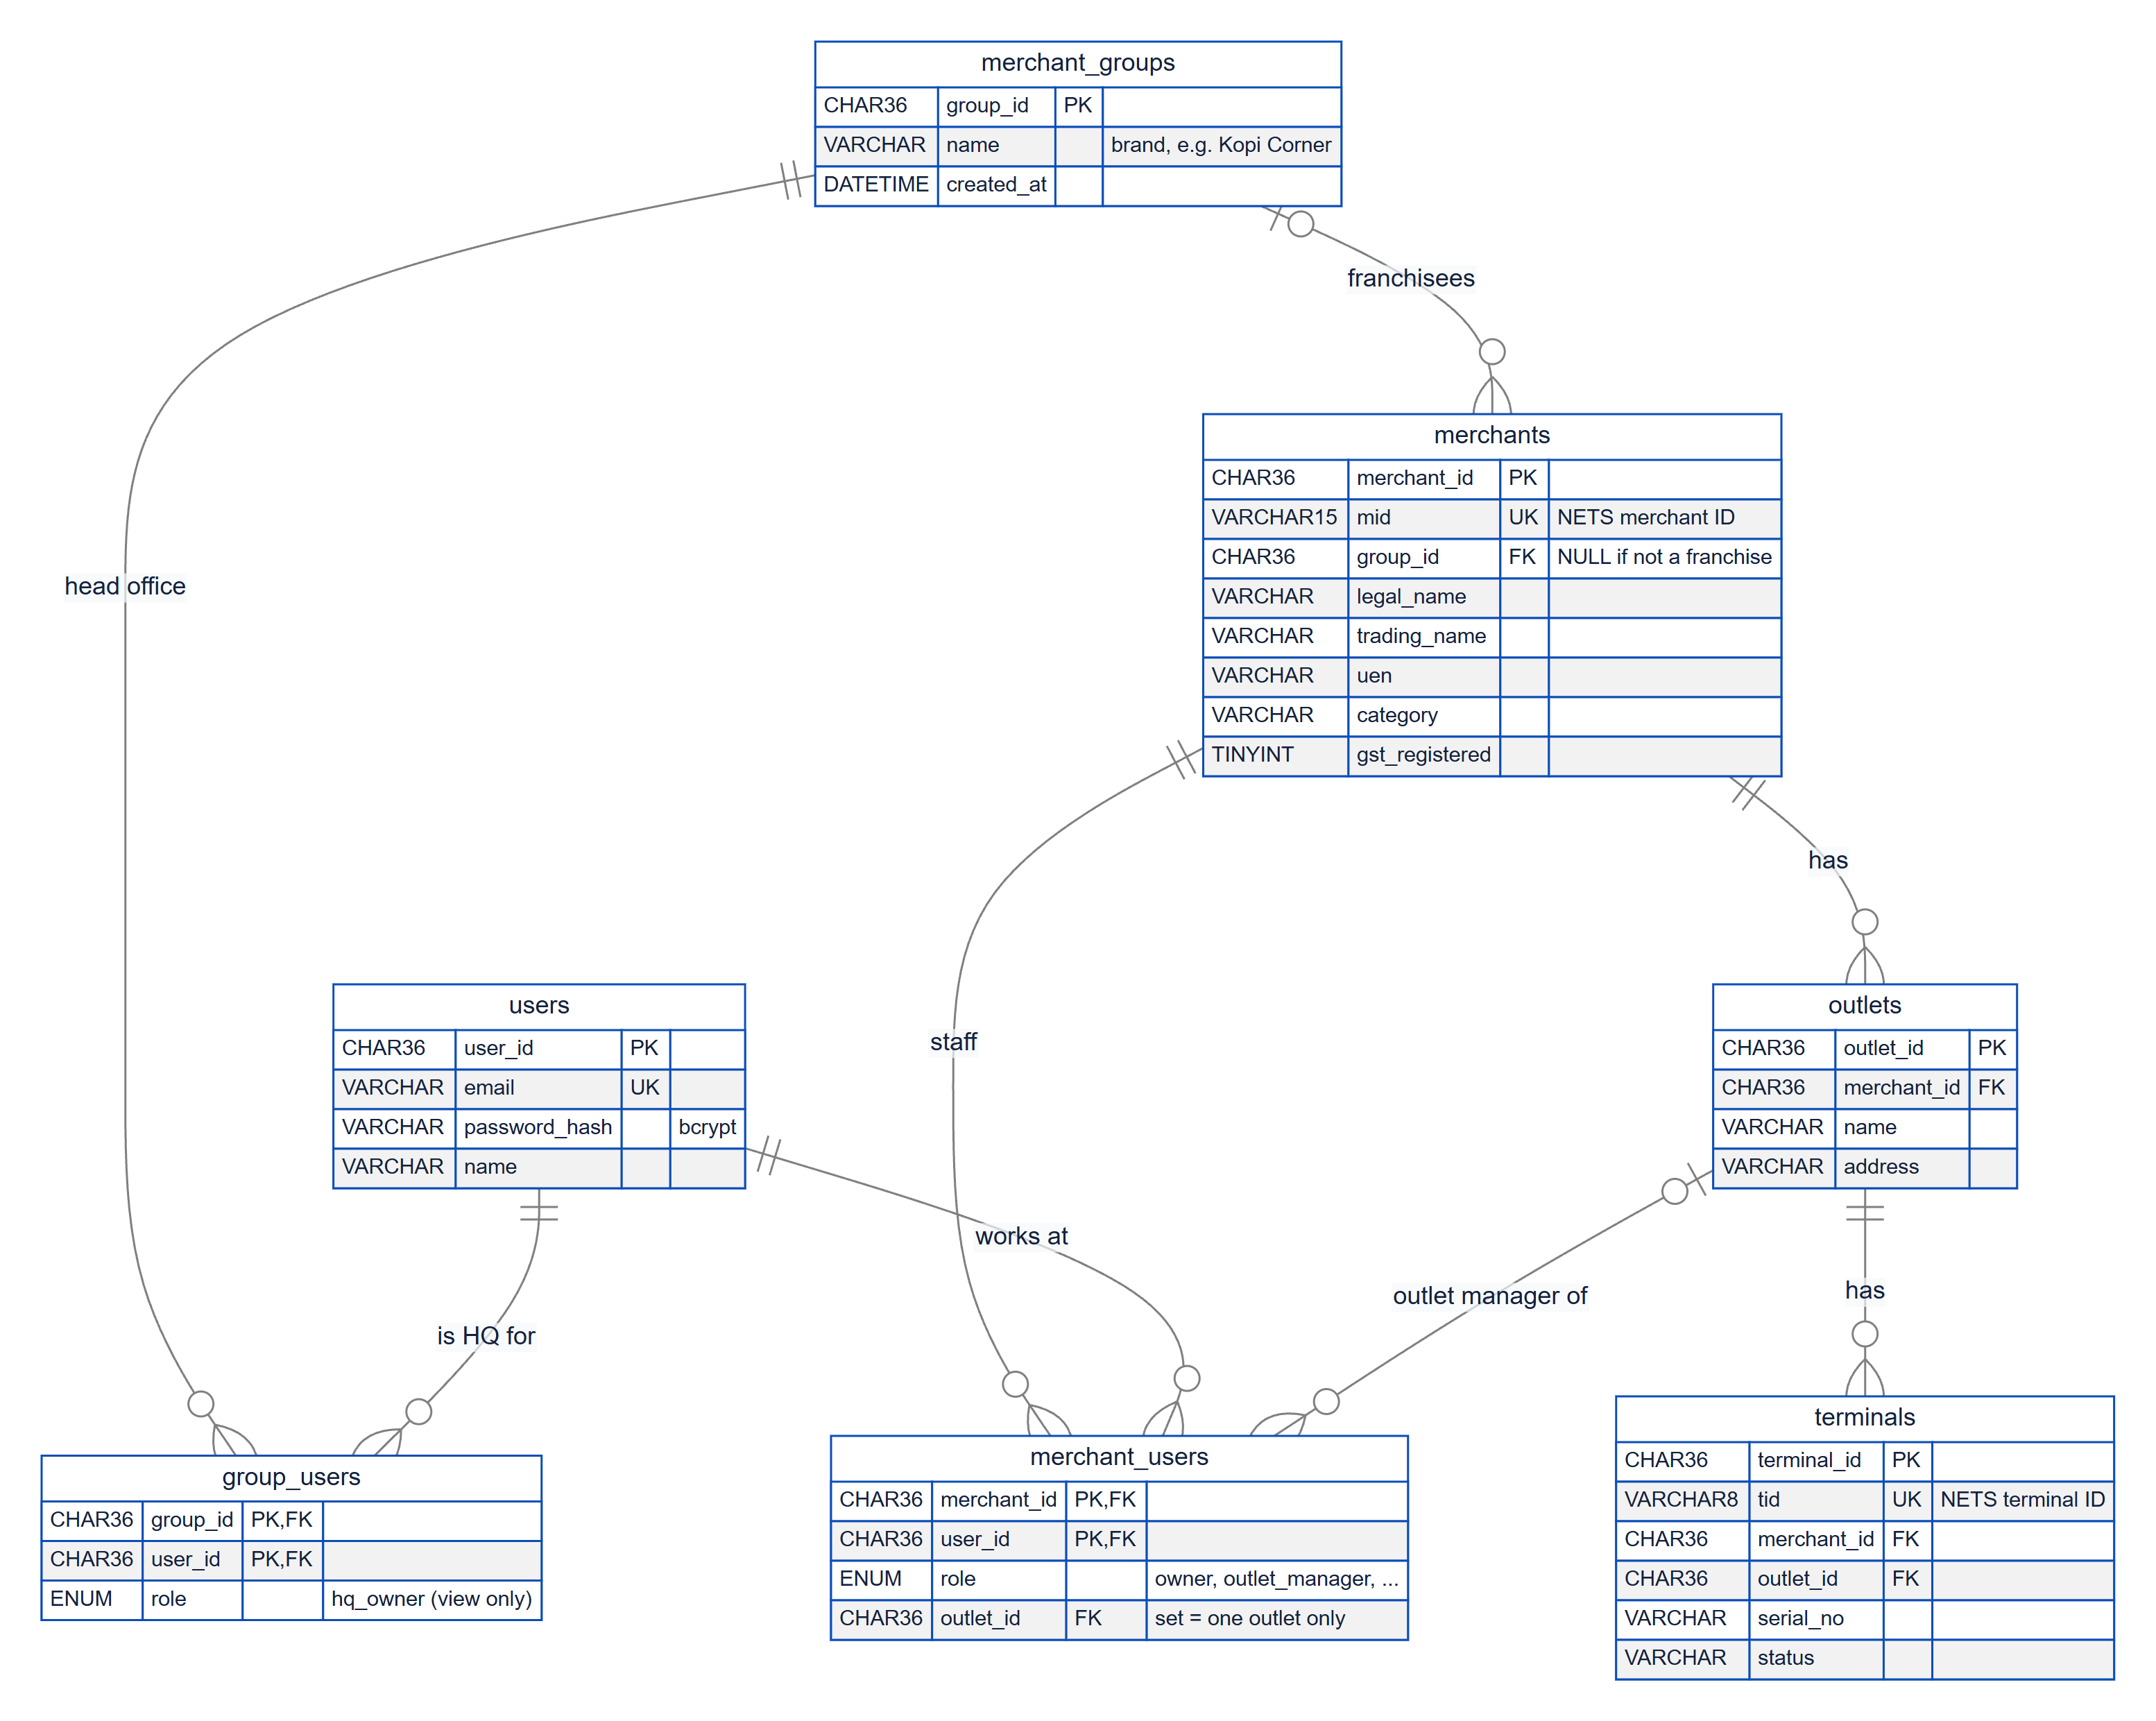 merchant_groups
CHAR36 group_id PK
VARCHAR name brand, e.g. Kopi Corner
DATETIME created_at
franchisees
head office
merchants
CHAR36 merchant_id PK
VARCHAR15 mid UK NETS merchant ID
CHAR36 group_id FK NULL if not a franchise
VARCHAR legal_name
VARCHAR trading_name
VARCHAR uen
VARCHAR category
TINYINT gst_registered
has
staff
users
CHAR36 user_id PK
VARCHAR email UK
VARCHAR password_hash bcrypt
VARCHAR name
outlets
CHAR36 outlet_id PK
CHAR36 merchant_id FK
VARCHAR name
VARCHAR address
works at
is HQ for
outlet manager of
has
group_users
CHAR36 group_id PK,FK
CHAR36 user_id PK,FK
ENUM role hq_owner (view only)
merchant_users
CHAR36 merchant_id PK,FK
CHAR36 user_id PK,FK
ENUM role owner, outlet_manager, ...
CHAR36 outlet_id FK set = one outlet only
terminals
CHAR36 terminal_id PK
VARCHAR8 tid UK NETS terminal ID
CHAR36 merchant_id FK
CHAR36 outlet_id FK
VARCHAR serial_no
VARCHAR status